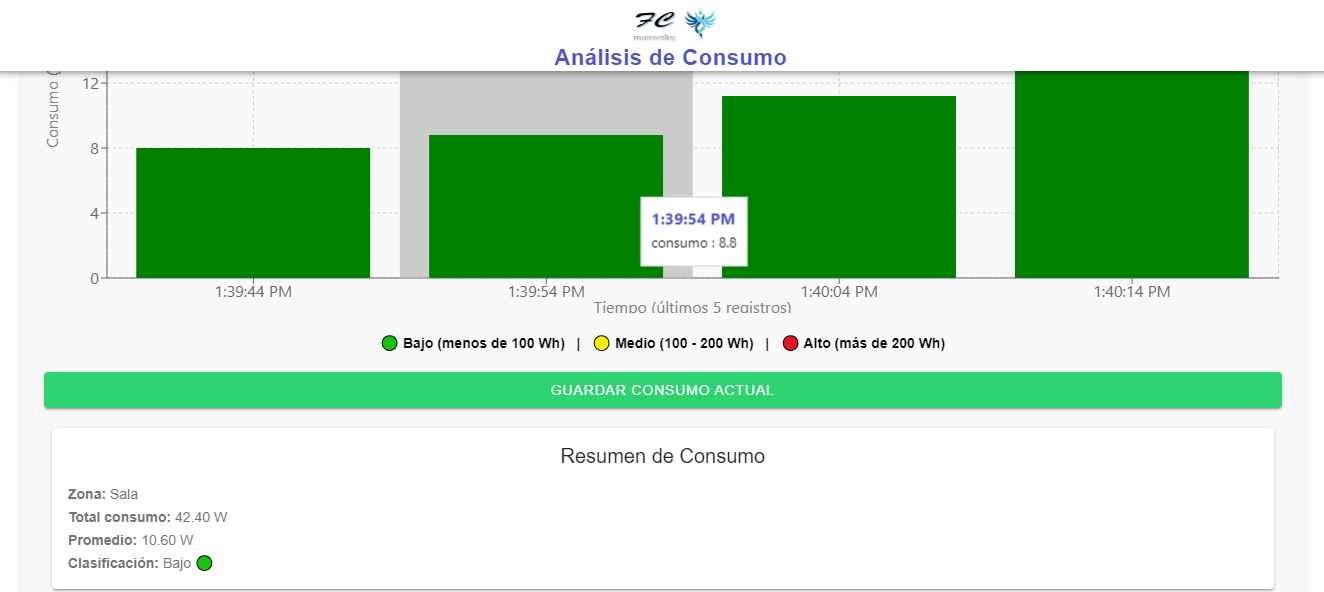 FC
manwebs
Análisis de Consumo
Consumo (
12
8
4
0
1:39:54 PM
consumo : 8.8
1:39:44 PM
1:39:54 PM
1:40:04 PM
1:40:14 PM
Tiempo (últimos 5 registros)
Bajo (menos de 100 Wh) | Medio (100 - 200 Wh) | Alto (más de 200 Wh)
GUARDAR CONSUMO ACTUAL
Resumen de Consumo
Zona: Sala
Total consumo: 42.40 W
Promedio: 10.60 W
Clasificación: Bajo